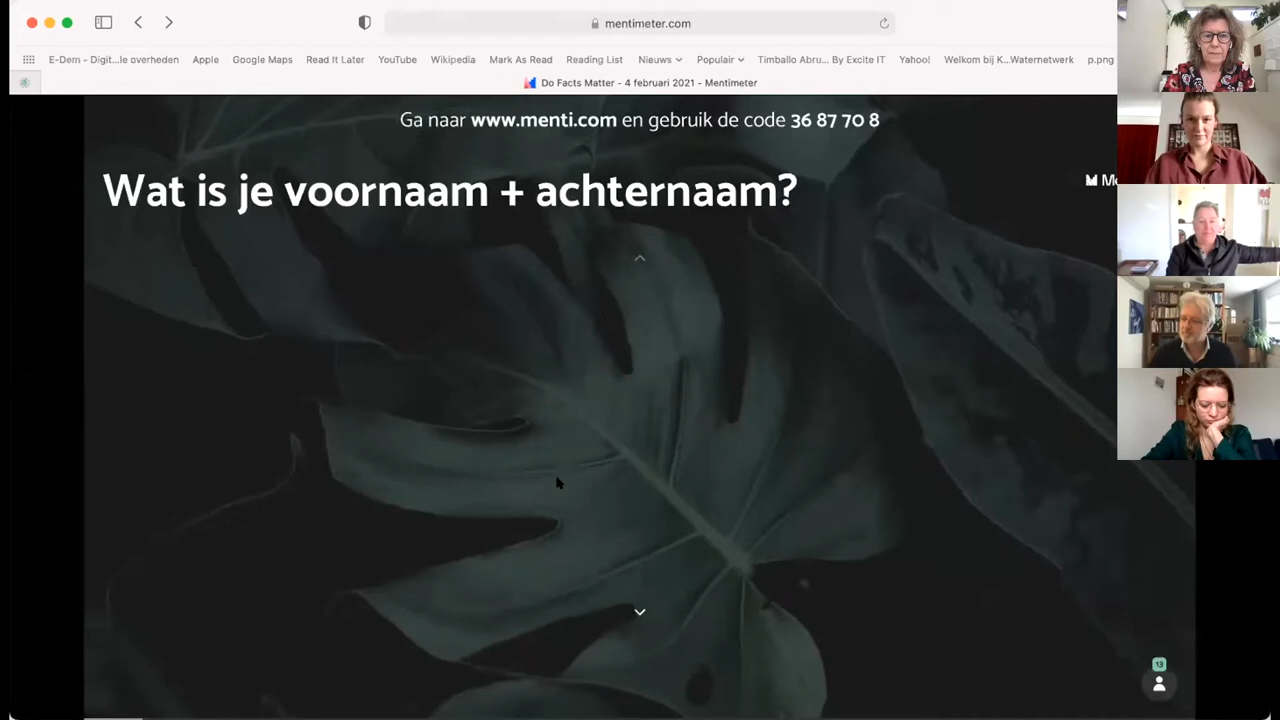 mentimeter.com
E-Dem - Digit...le overheden Apple Google Maps Read It Later YouTube Wikipedia Mark As Read Reading List Nieuws Populair Timballo Abru... By Excite IT Yahoo! Welkom bij K...Waternetwerk p.png
Do Facts Matter - 4 februari 2021 - Mentimeter
Ga naar www.menti.com en gebruik de code 36 87 70 8
Wat is je voornaam + achternaam?
13